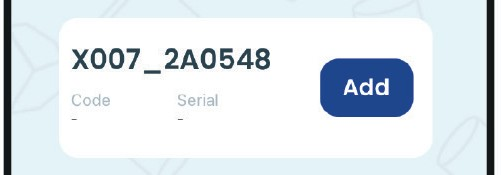 X007_2A0548
Add
Code Serial
- -